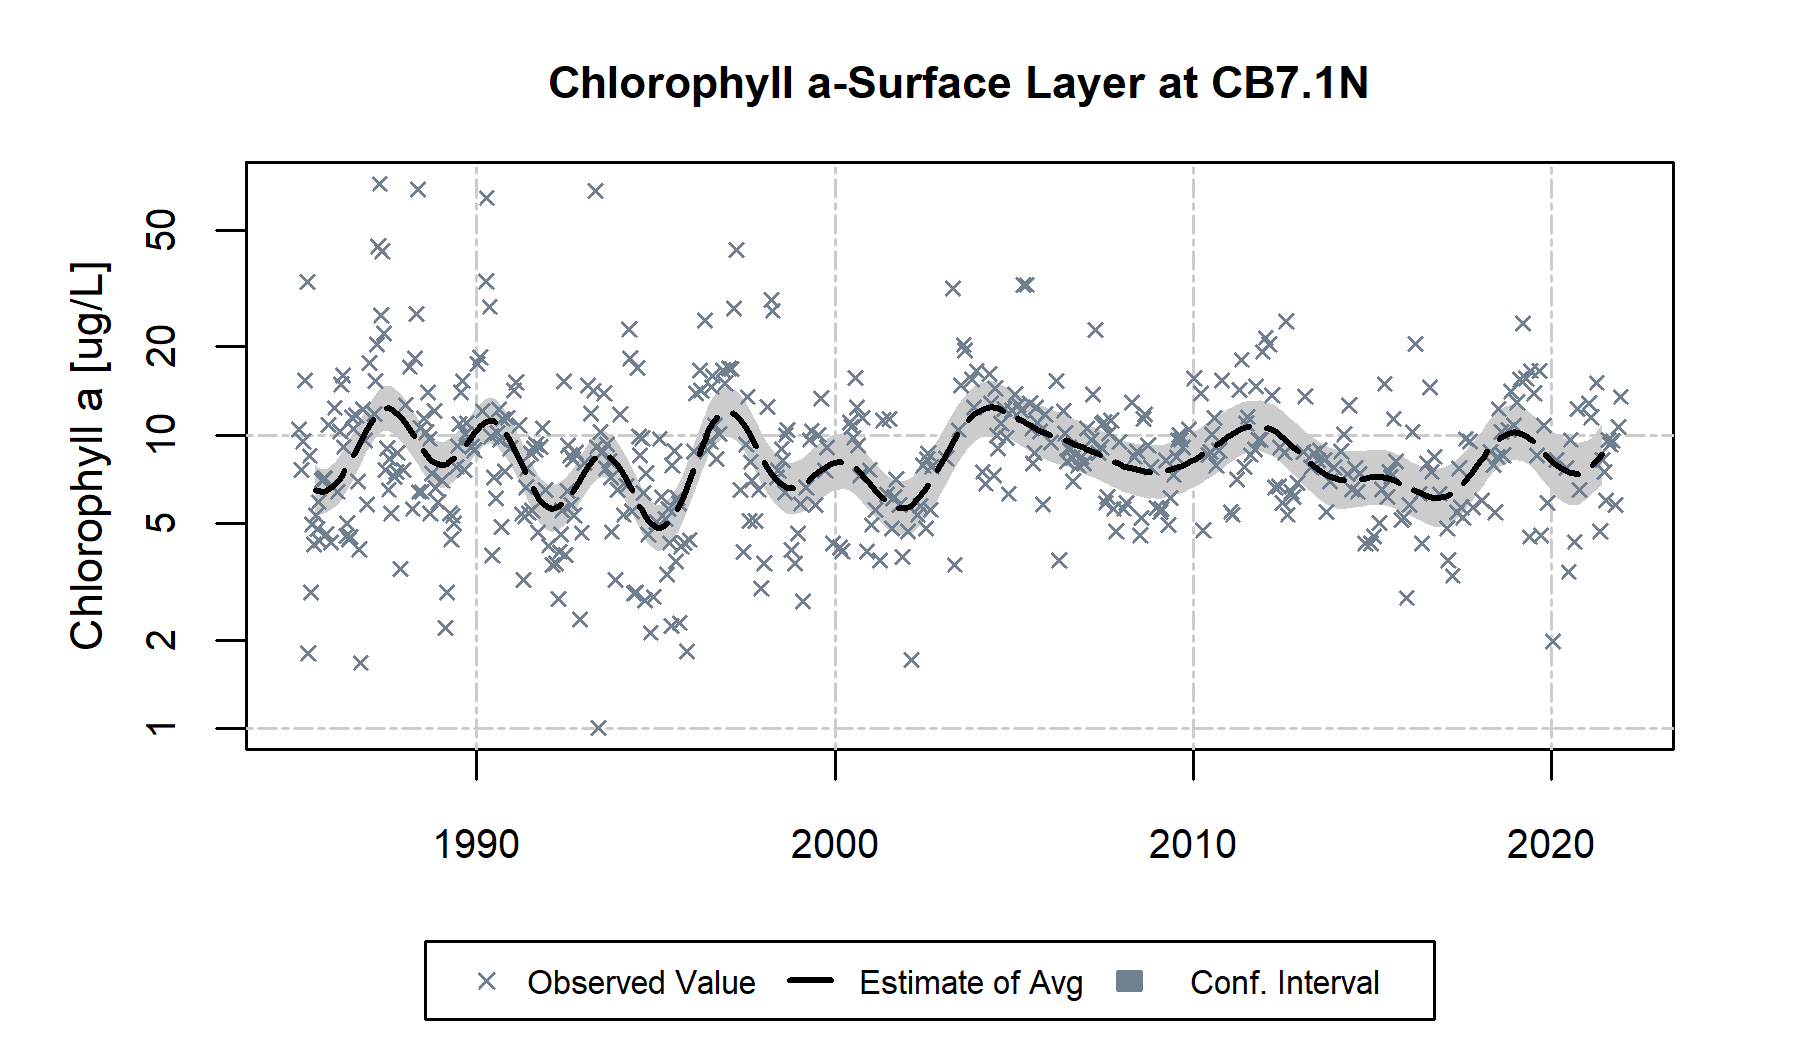 Chlorophyll a-Surface Layer at CB7.1N
Chlorophyll a [ug/L]
50
20
10
5
2
1
1990 2000 2010 2020
Observed Value Estimate of Avg Conf. Interval